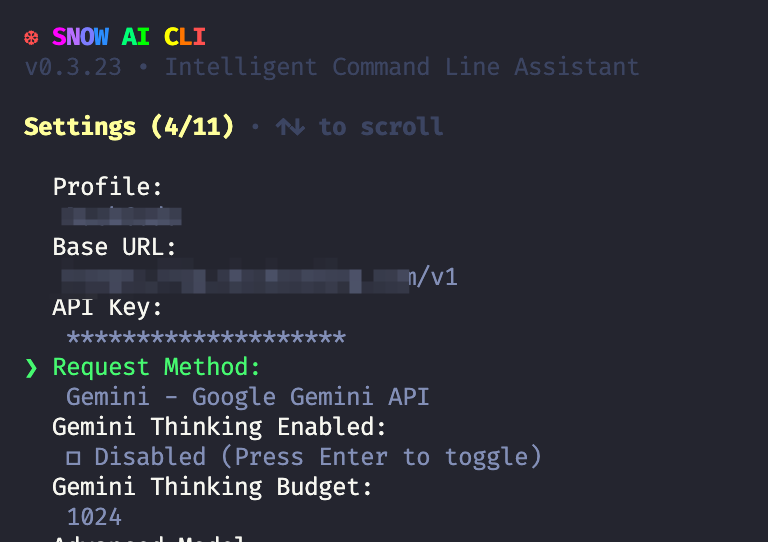 ❆ SNOW AI CLI
v0.3.23 • Intelligent Command Line Assistant
Settings (4/11) · ↑↓ to scroll
Profile:
Base URL:
m/v1
API Key:
********************
❯ Request Method:
Gemini - Google Gemini API
Gemini Thinking Enabled:
☐ Disabled (Press Enter to toggle)
Gemini Thinking Budget:
1024
Advanced Model